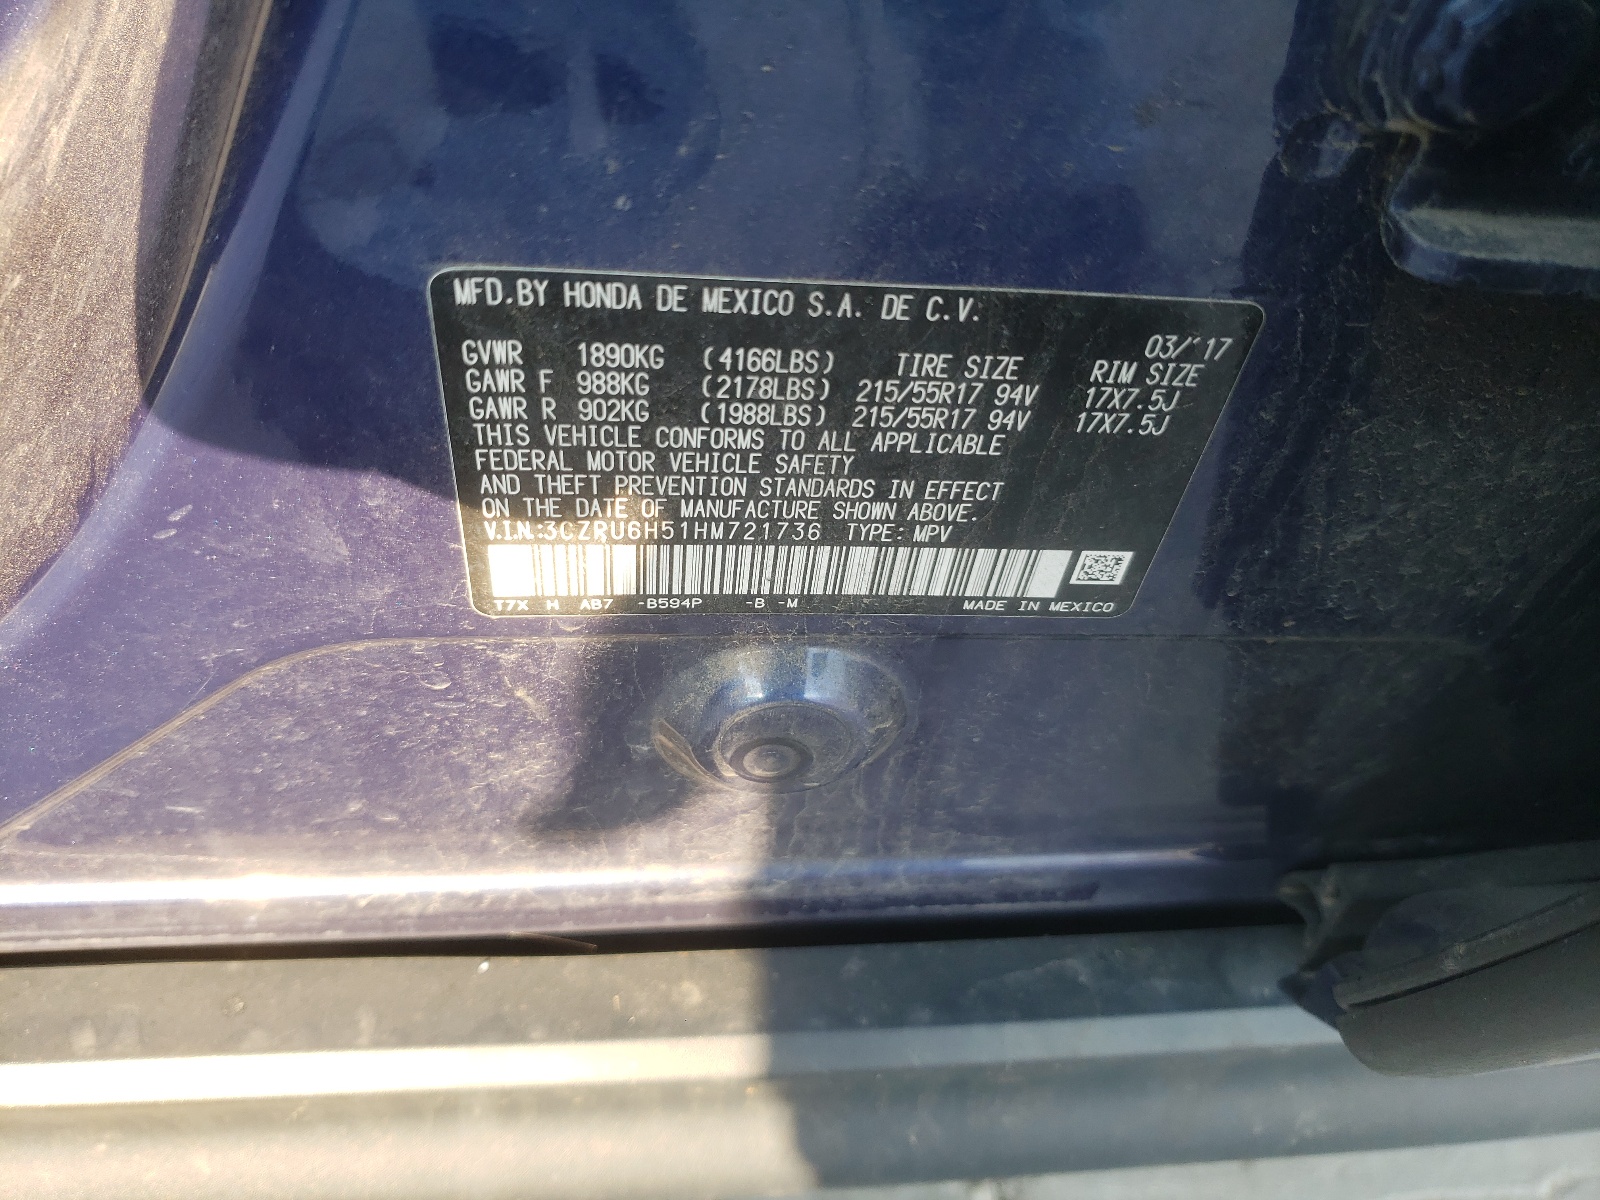 MFD.BY HONDA DE MEXICO S.A. DE C.V.
03/'17
GVWR 1890KG (4166LBS) TIRE SIZE RIM SIZE
GAWR F 988KG (2178LBS) 215/55R17 94V 17X7.5J
GAWR R 902KG (1988LBS) 215/55R17 94V 17X7.5J
THIS VEHICLE CONFORMS TO ALL APPLICABLE
FEDERAL MOTOR VEHICLE SAFETY
AND THEFT PREVENTION STANDARDS IN EFFECT
ON THE DATE OF MANUFACTURE SHOWN ABOVE.
V.I.N:3CZRU6H51HM721736 TYPE: MPV
T7X H AB7 -B594P -B -M MADE IN MEXICO